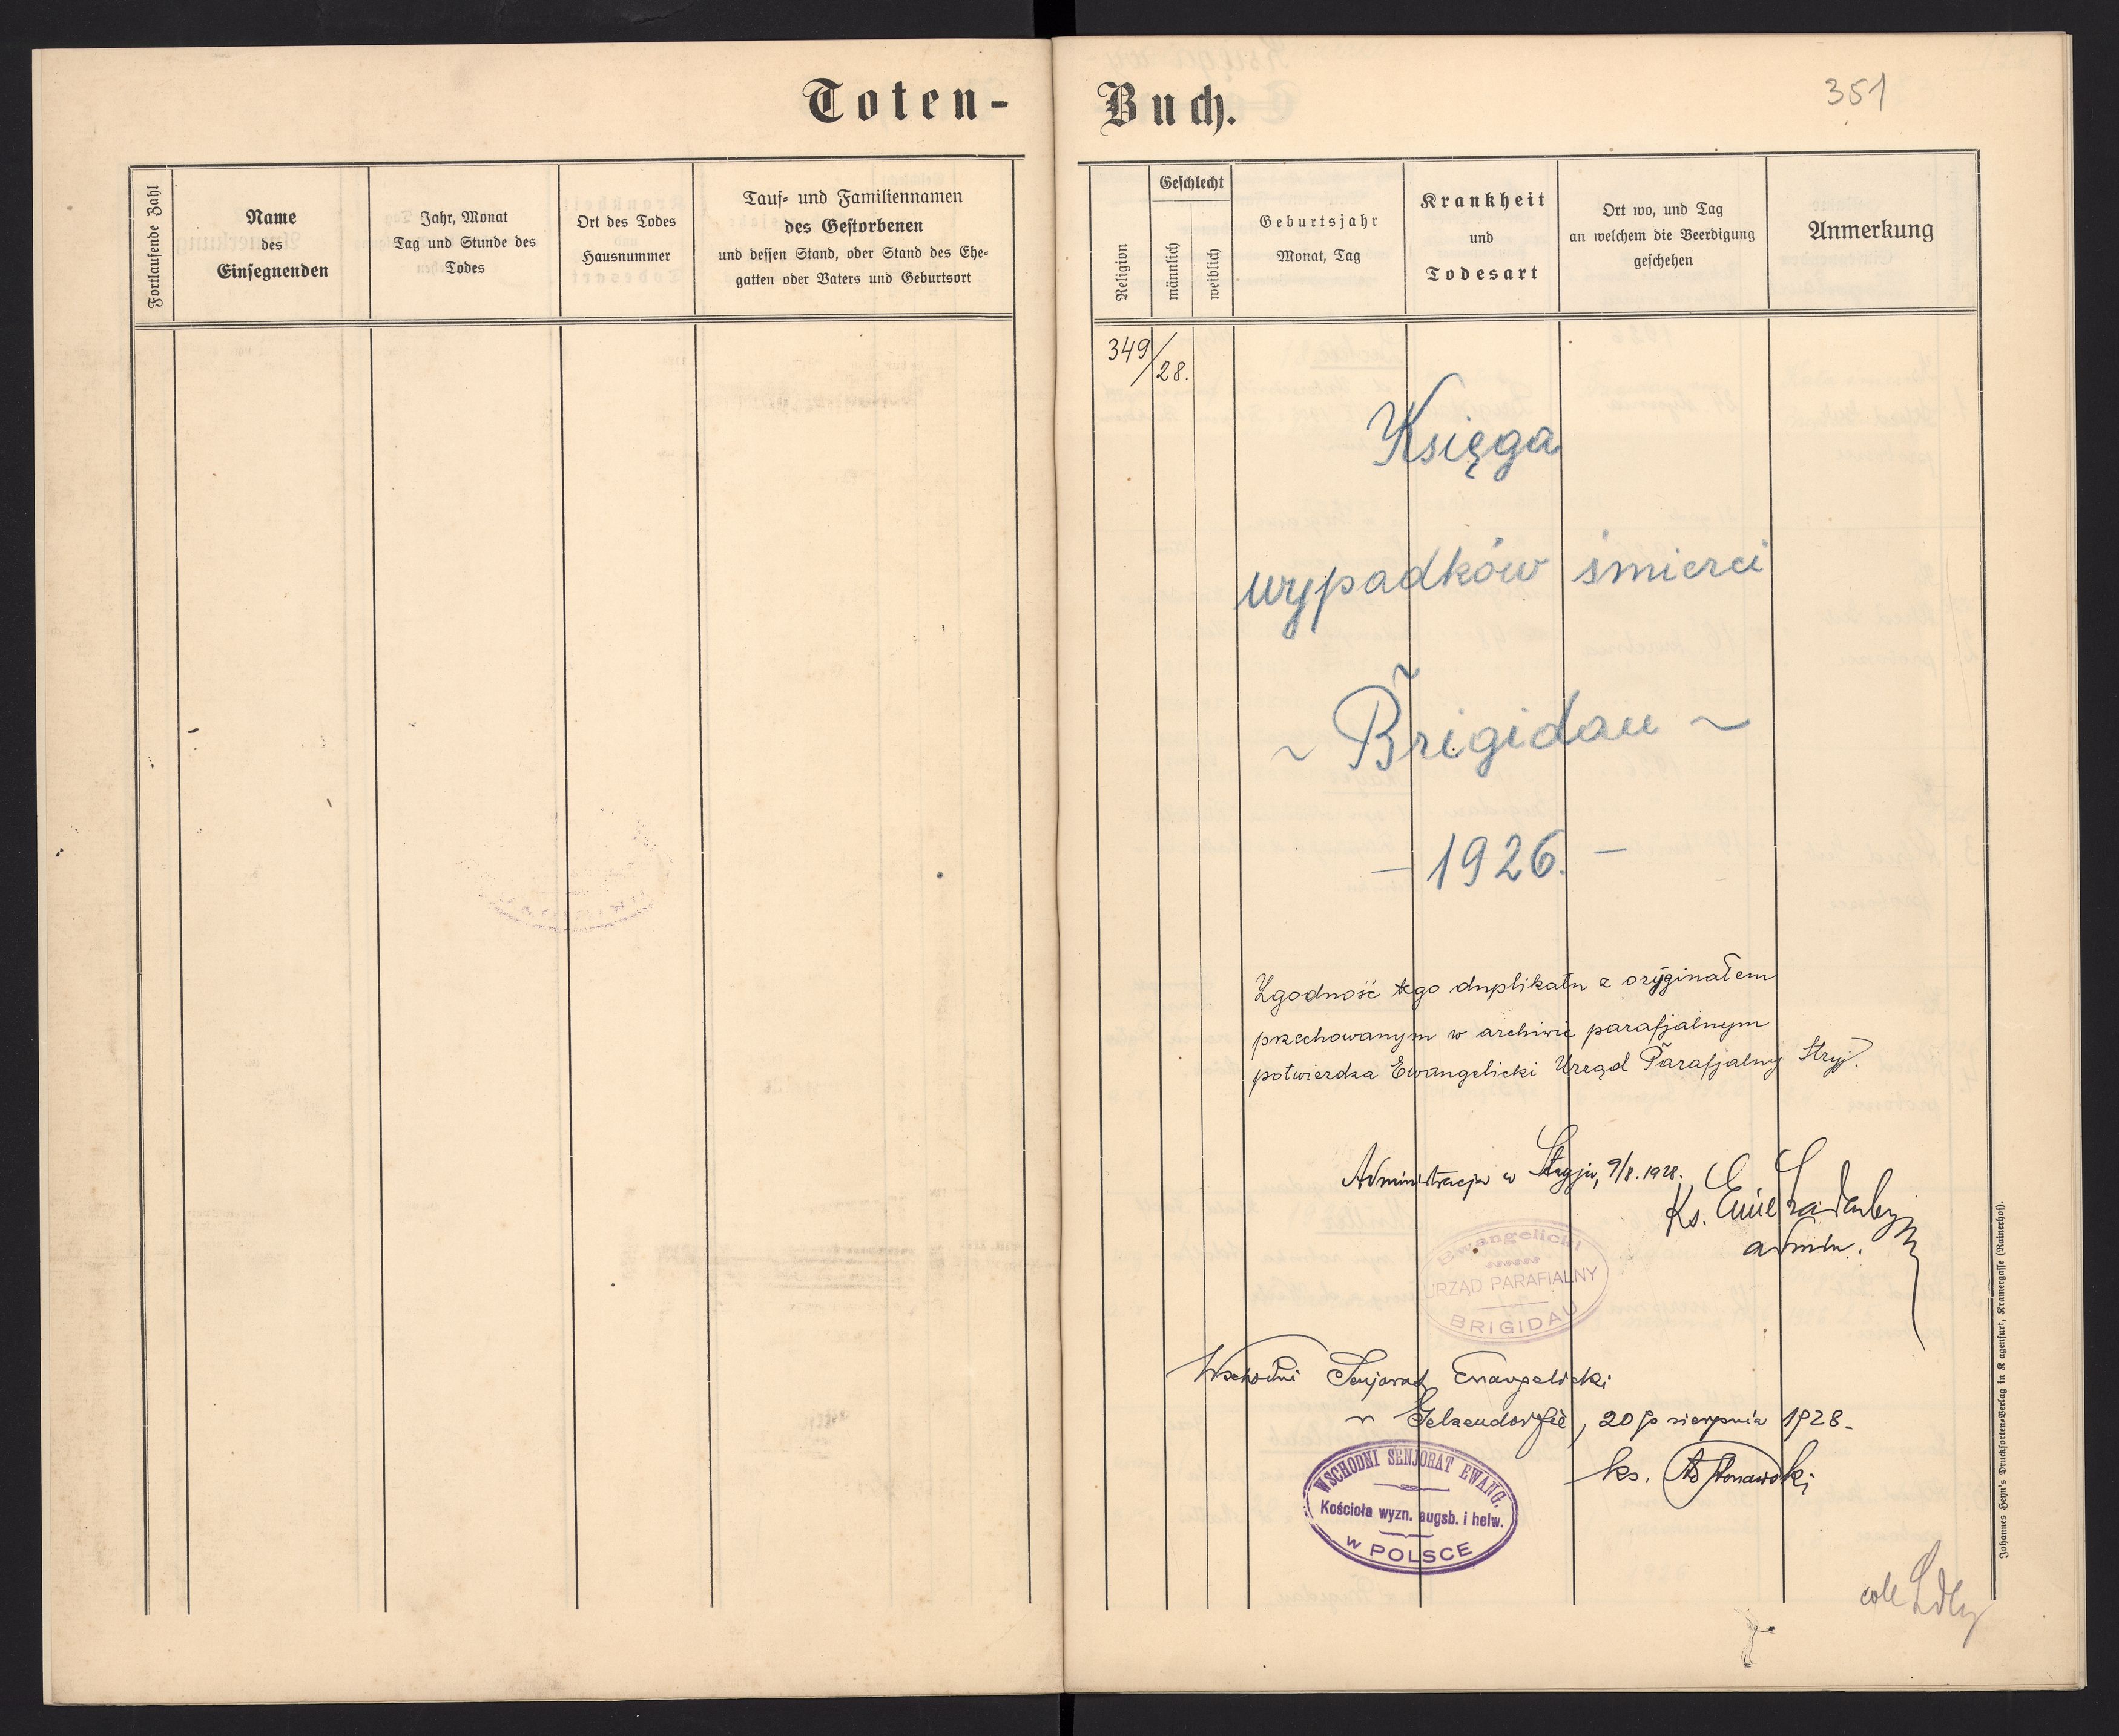 Toten-
Buch.
351
Fortlaufende Zahl
Name
des
Einsegnenden
Jahr, Monat
Tag und Stunde des
Todes
Ort des Todes
Hausnummer
Tauf- und Familiennamen
des Gestorbenen
und dessen Stand, oder Stand des Ehe-
gatten oder Vaters und Geburtsort
Religion
Geschlecht
männlich
weiblich
Geburtsjahr
Monat, Tag
Krankheit
und
Todesart
Ort wo, und Tag
an welchem die Beerdigung
geschehen
Anmerkung
349/28.
Księga
wypadków śmierci
~ Brigidau ~
- 1926. -
Zgodność tego duplikatu z oryginałem
przechowanym w archiwie parafjalnym
potwierdza Ewangelicki Urząd Parafjalny Stryj.
Administracja w Stryju, 9/8. 1928.
Ks. Emil
admin.
Ewangelicki
URZĄD PARAFIALNY
BRIGIDAU
Wschodni Senjorat Ewangelicki
w Gelsendorfie, 20go sierpnia 1928-
ks.
WSCHODNI SENJORAT EWANG.
Kościoła wyzn. augsb. i helw.
w POLSCE
Johannes Heyn's Drucksorten-Verlag in K agenfurt, Kramergasse (Rainerhof).